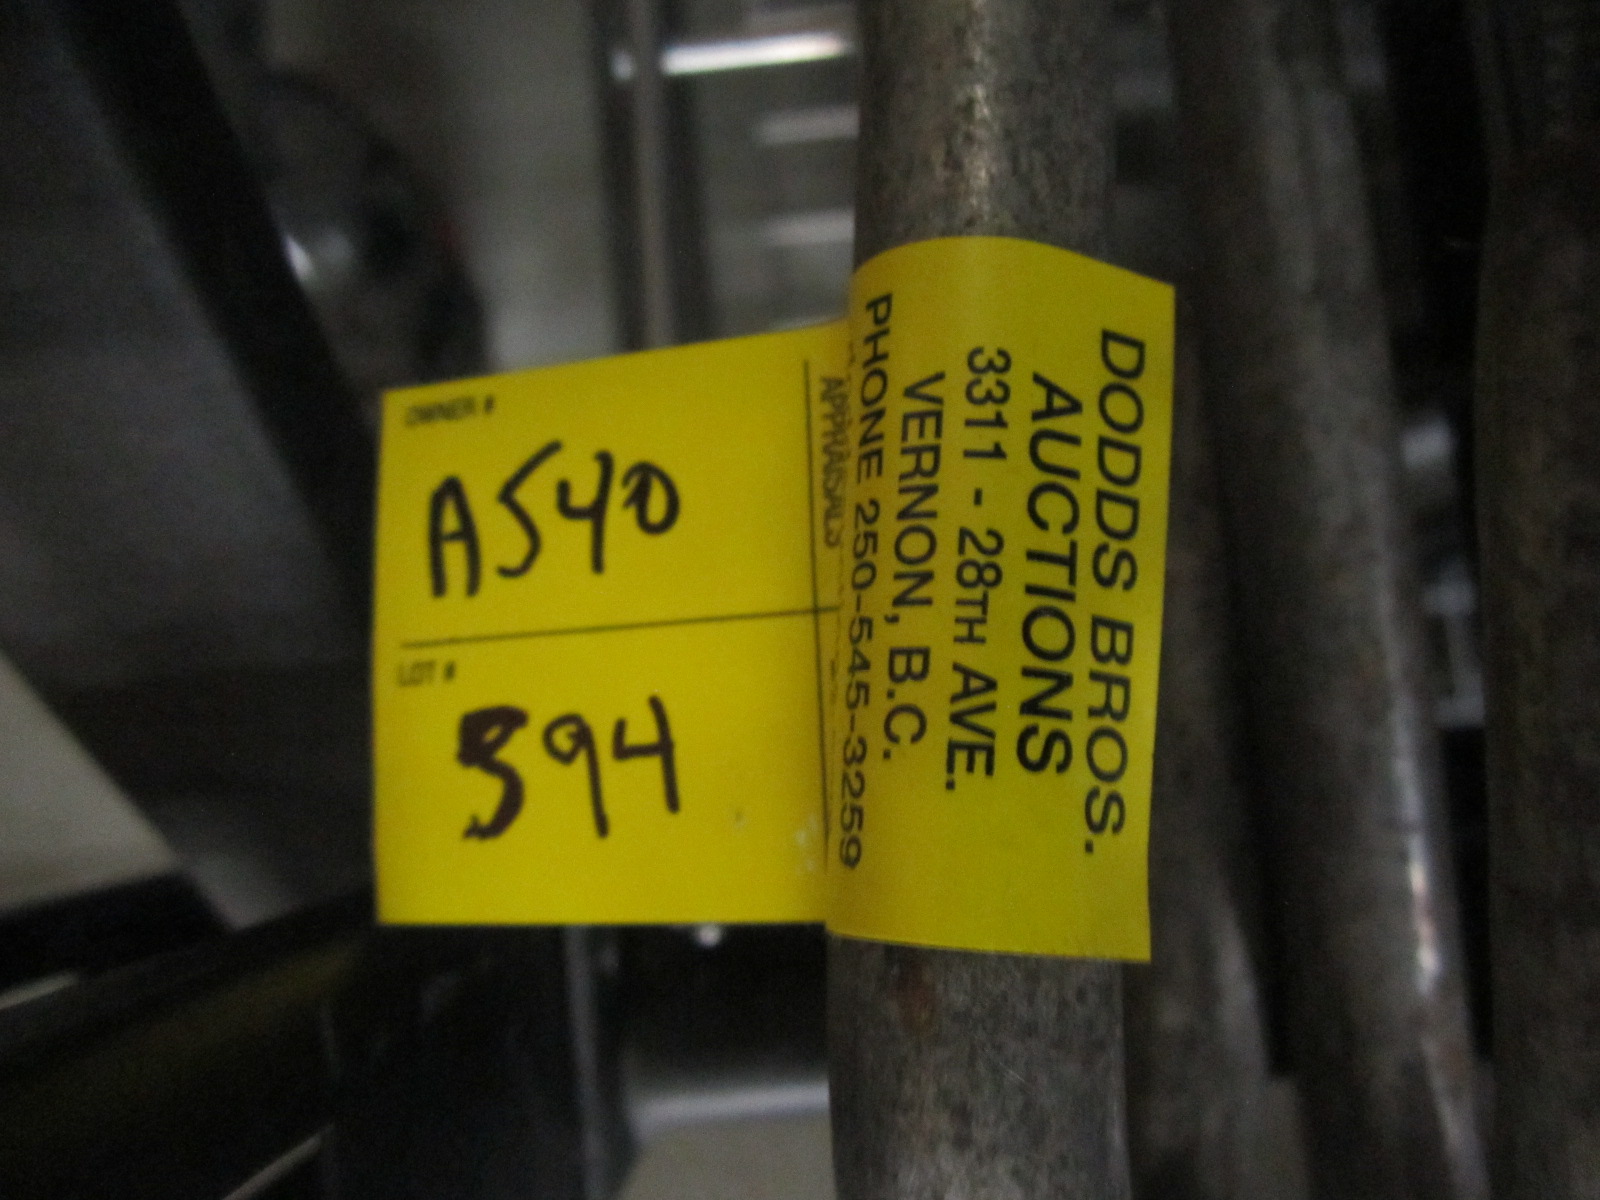 DODDS BROS.
AUCTIONS
3311 - 28TH AVE.
VERNON, B.C.
PHONE 250-545-3259
APPRAISALS
OWNER #
A540
LOT #
594